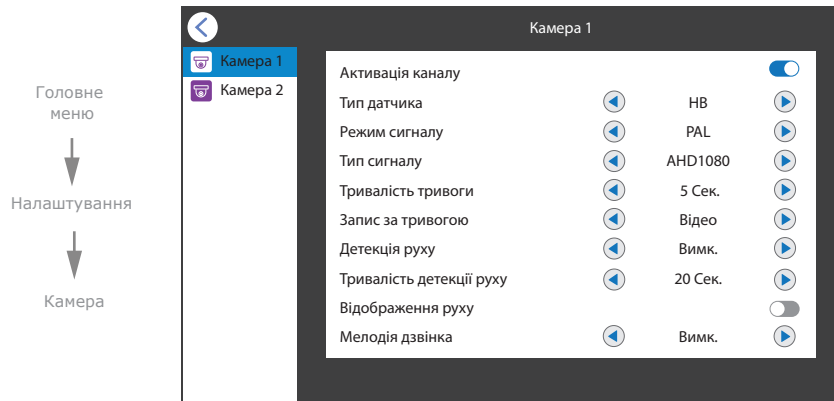 Головне
меню
Налаштування
Камера
Камера 1
Камера 1
Камера 2
Активація каналу
Тип датчика НВ
Режим сигналу PAL
Тип сигналу AHD1080
Тривалість тривоги 5 Сек.
Запис за тривогою Відео
Детекція руху Вимк.
Тривалість детекції руху 20 Сек.
Відображення руху
Мелодія дзвінка Вимк.